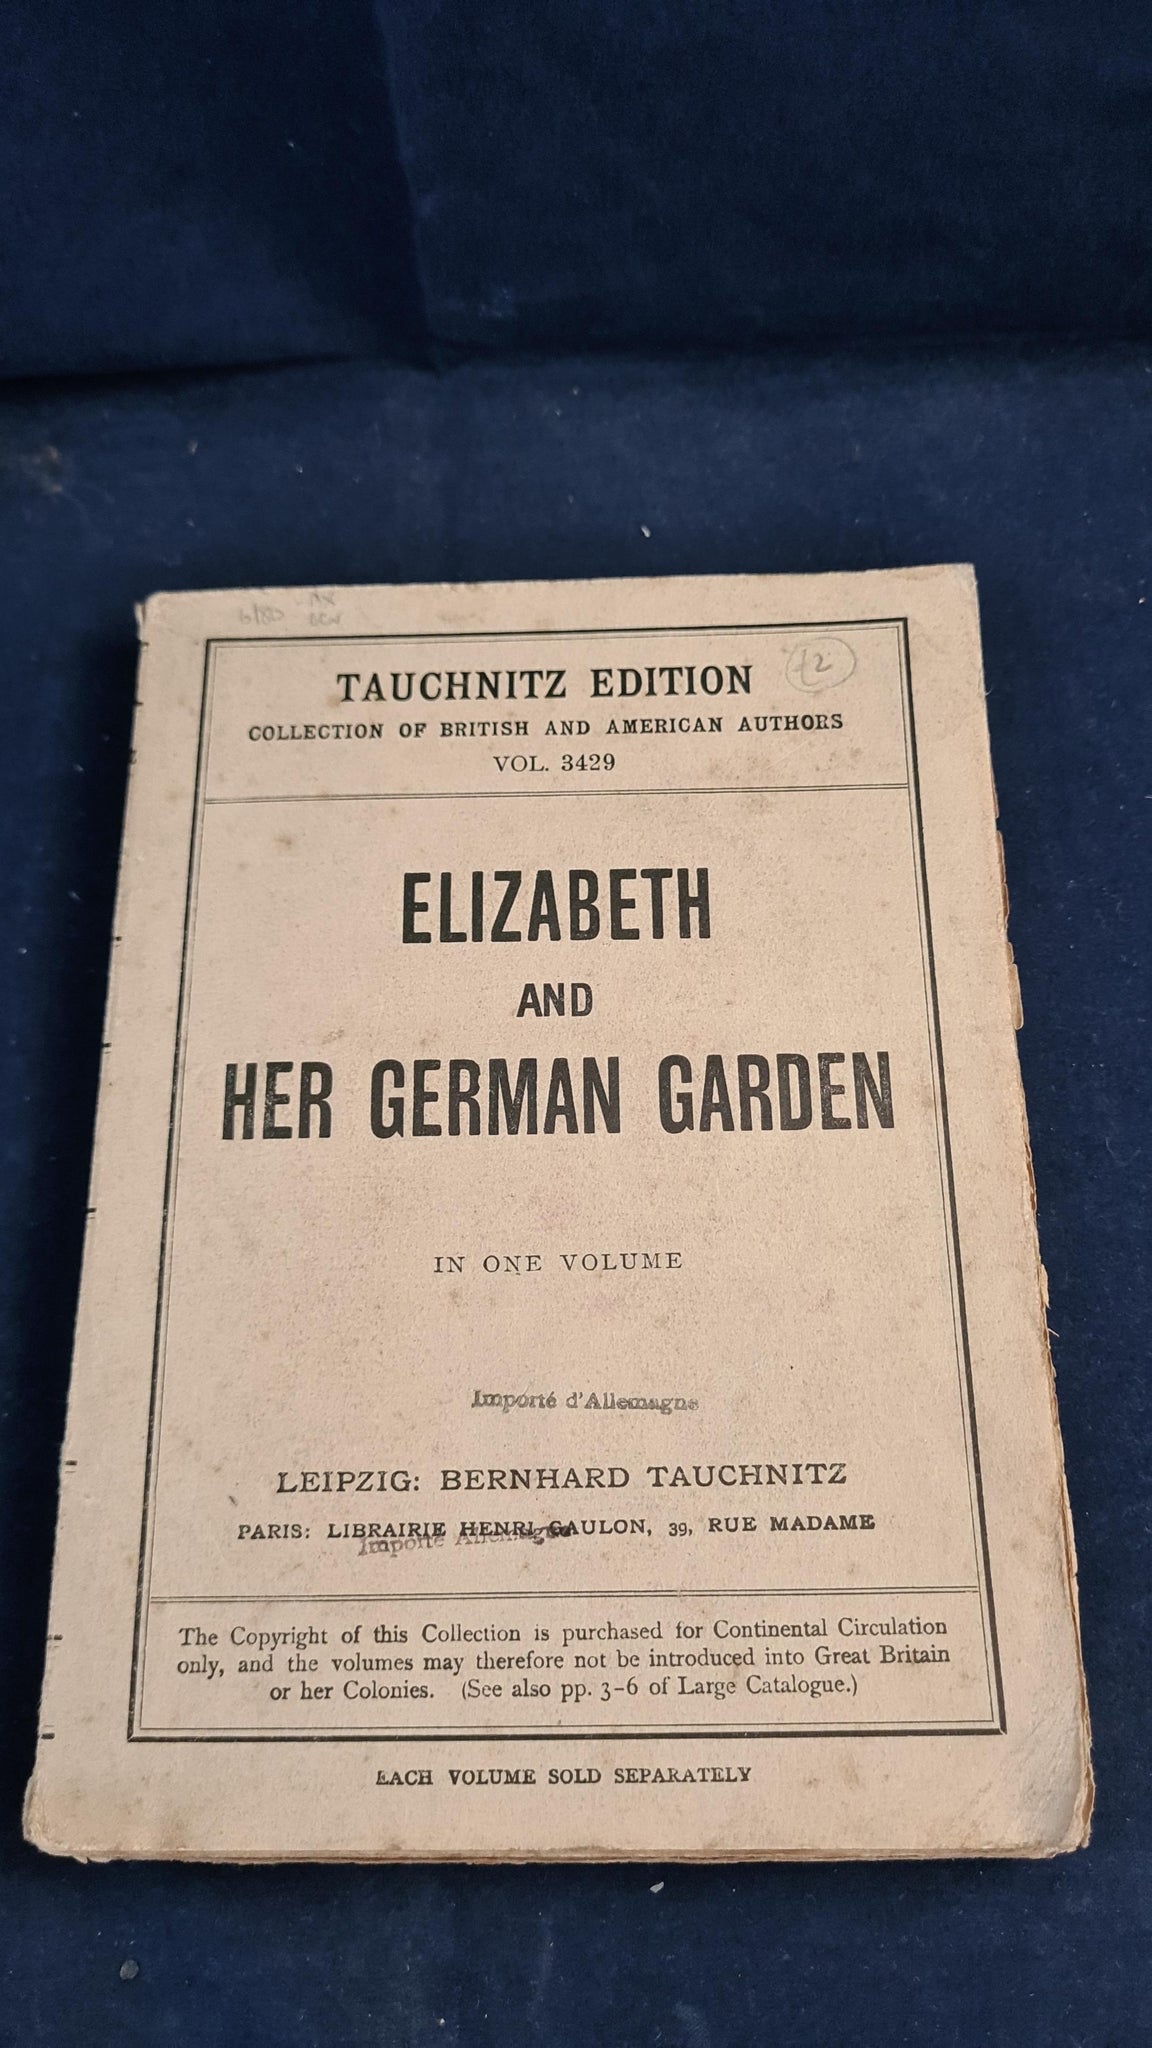 TAUCHNITZ EDITION
COLLECTION OF BRITISH AND AMERICAN AUTHORS
VOL. 3429
ELIZABETH
AND
HER GERMAN GARDEN
IN ONE VOLUME
Importé d'Allemagne
LEIPZIG: BERNHARD TAUCHNITZ
PARIS: LIBRAIRIE HENRI GAULON, 39, RUE MADAME
Importé Allemagne
The Copyright of this Collection is purchased for Continental Circulation
only, and the volumes may therefore not be introduced into Great Britain
or her Colonies. (See also pp. 3-6 of Large Catalogue.)
EACH VOLUME SOLD SEPARATELY